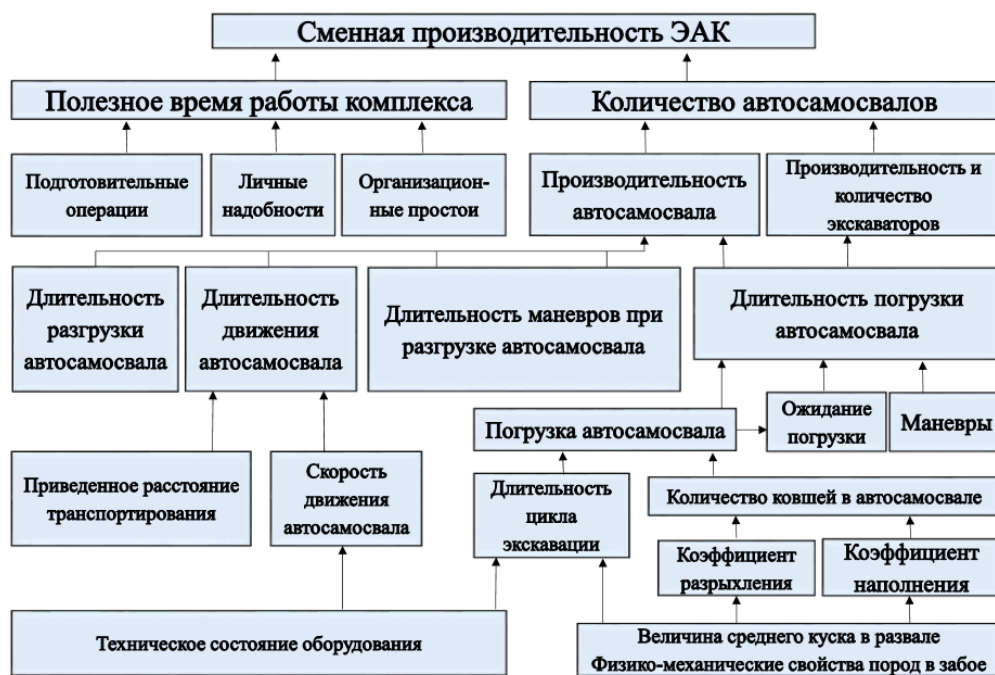 Сменная производительность ЭАК
Полезное время работы комплекса
Количество автосамосвалов
Подготовительные
операции
Личные
надобности
Организацион-
ные простои
Производительность
автосамосвала
Производительность и
количество
экскаваторов
Длительность
разгрузки
автосамосвала
Длительность
движения
автосамосвала
Длительность маневров при
разгрузке автосамосвала
Длительность погрузки
автосамосвала
Погрузка автосамосвала
Ожидание
погрузки
Маневры
Приведенное расстояние
транспортирования
Скорость
движения
автосамосвала
Длительность
цикла
экскавации
Количество ковшей в автосамосвале
Коэффициент
разрыхления
Коэффициент
наполнения
Техническое состояние оборудования
Величина среднего куска в развале
Физико-механические свойства пород в забое